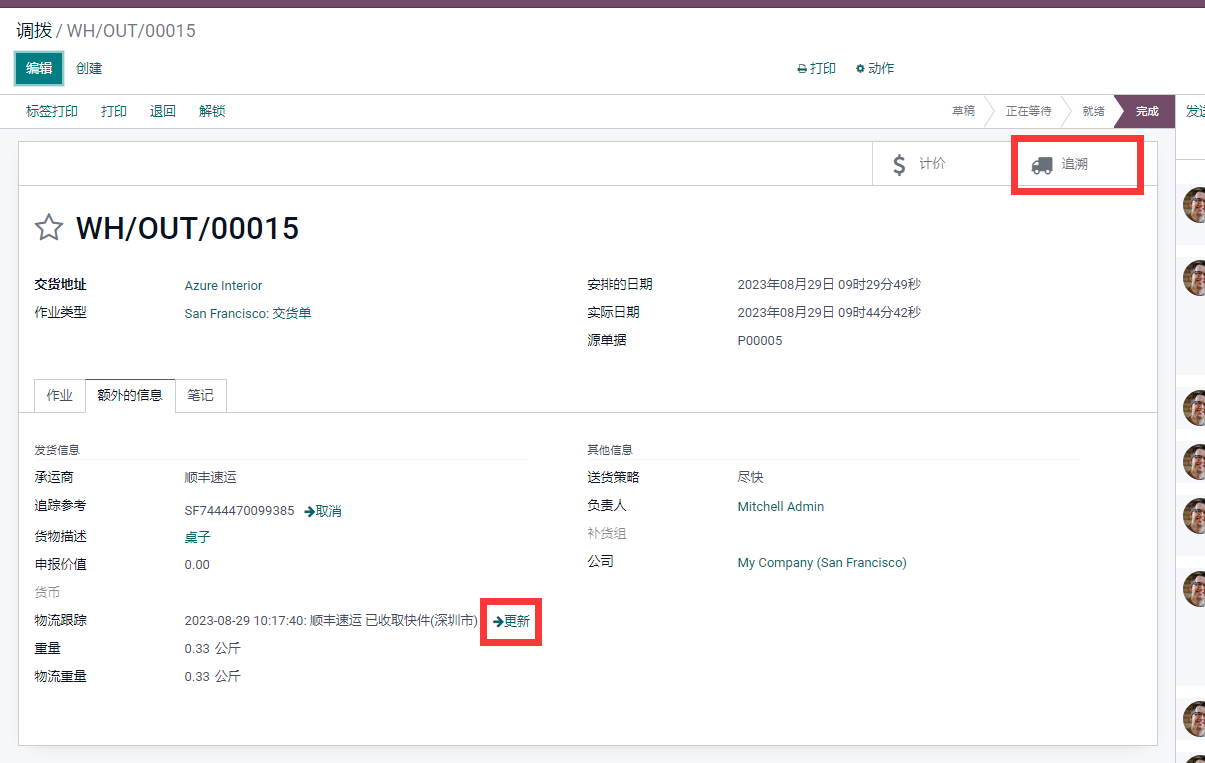 调拨 / WH/OUT/00015
编辑 创建 打印 动作
标签打印 打印 退回 解锁 草稿 正在等待 就绪 完成 发送
计价 追溯
WH/OUT/00015
交货地址 Azure Interior 安排的日期 2023年08月29日 09时29分49秒
作业类型 San Francisco: 交货单 实际日期 2023年08月29日 09时44分42秒
源单据 P00005
作业 额外的信息 笔记
发货信息 其他信息
承运商 顺丰速运 送货策略 尽快
追踪参考 SF7444470099385 取消 负责人 Mitchell Admin
货物描述 桌子 补货组
申报价值 0.00 公司 My Company (San Francisco)
货币
物流跟踪 2023-08-29 10:17:40: 顺丰速运 已收取快件(深圳市) 更新
重量 0.33 公斤
物流重量 0.33 公斤